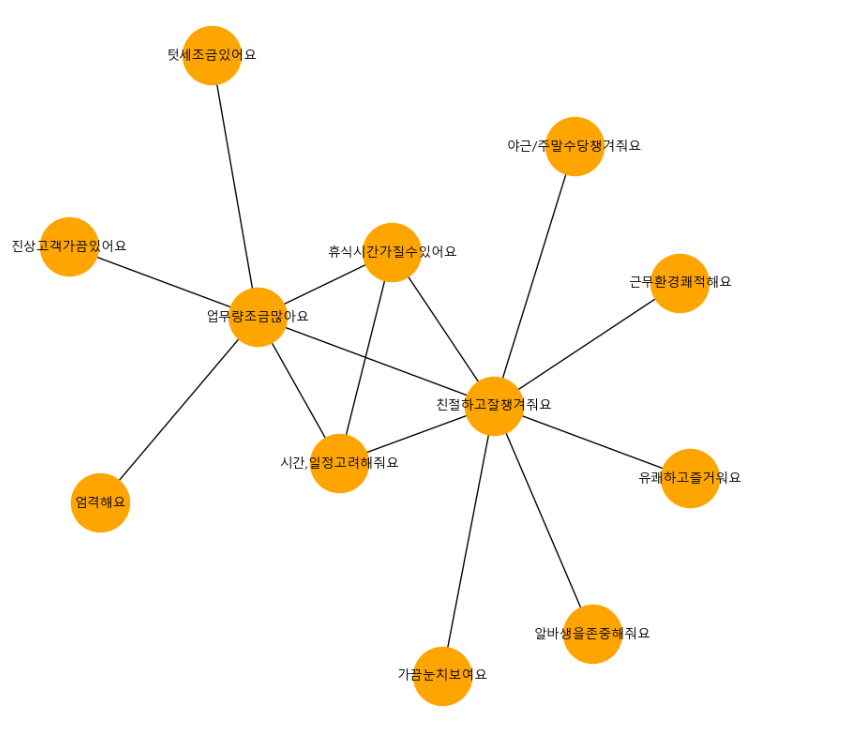 텃세조금있어요
야근/주말수당챙겨줘요
진상고객가끔있어요
휴식시간가질수있어요
근무환경쾌적해요
업무량조금많아요
친절하고잘챙겨줘요
시간,일정고려해줘요
유쾌하고즐거워요
엄격해요
알바생을존중해줘요
가끔눈치보여요